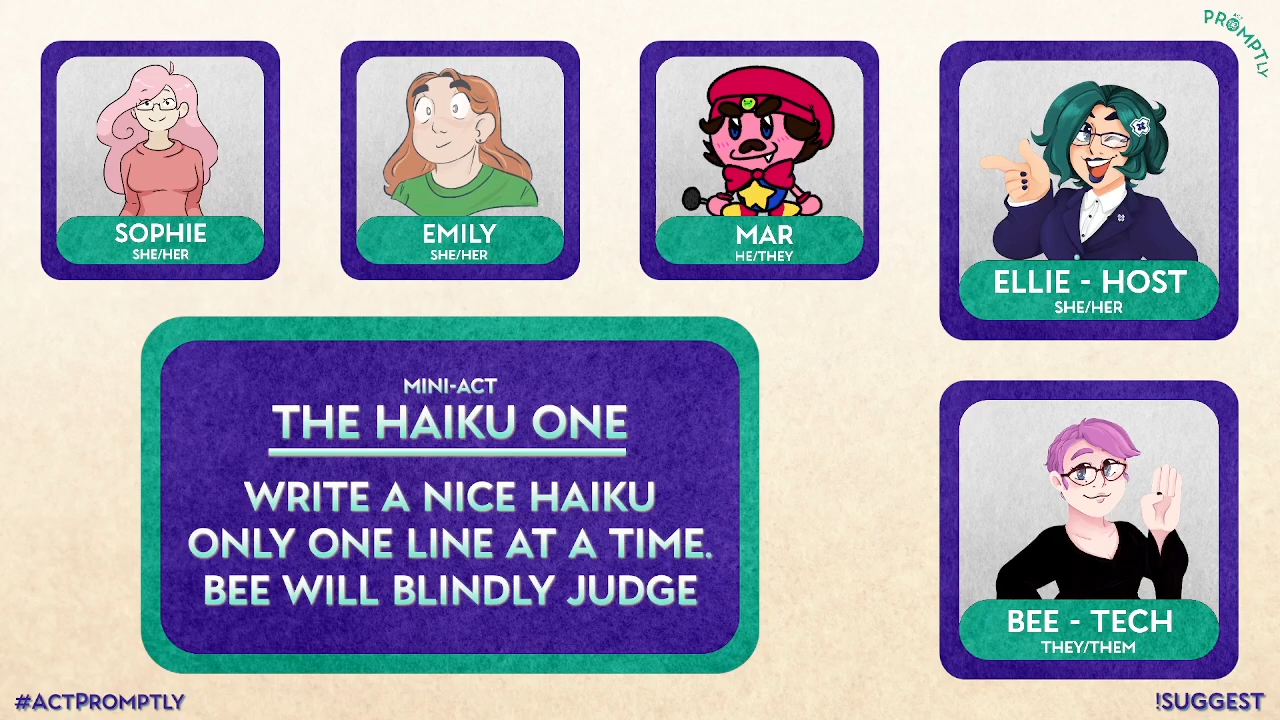 ACT
PROMPTLY
SOPHIE
SHE/HER
EMILY
SHE/HER
MAR
HE/THEY
ELLIE - HOST
SHE/HER
MINI-ACT
THE HAIKU ONE
WRITE A NICE HAIKU
ONLY ONE LINE AT A TIME.
BEE WILL BLINDLY JUDGE
BEE - TECH
THEY/THEM
#ACTPROMPTLY
!SUGGEST